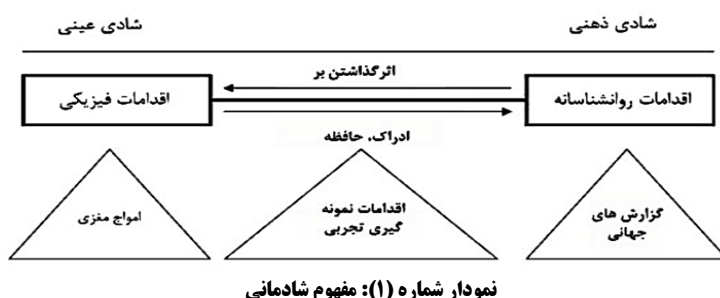 شادی ذهنی
شادی عینی
اثرگذاشتن بر
اقدامات روانشناسانه
اقدامات فیزیکی
ادراک، حافظه
گزارش های
جهانی
اقدامات نمونه
گیری تجربی
امواج مغزی
نمودار شماره (۱): مفهوم شادمانی